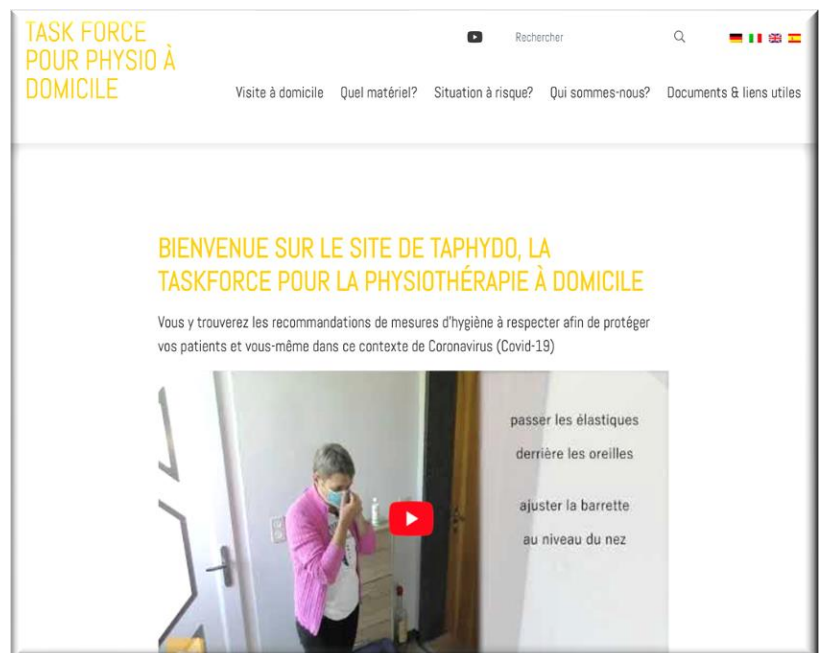 TASK FORCE
POUR PHYSIO À
DOMICILE
Rechercher
Visite à domicile Quel matériel? Situation à risque? Qui sommes-nous? Documents & liens utiles
BIENVENUE SUR LE SITE DE TAPHYDO, LA
TASKFORCE POUR LA PHYSIOTHÉRAPIE À DOMICILE
Vous y trouverez les recommandations de mesures d'hygiène à respecter afin de protéger
vos patients et vous-même dans ce contexte de Coronavirus (Covid-19)
passer les élastiques
derrière les oreilles
ajuster la barrette
au niveau du nez